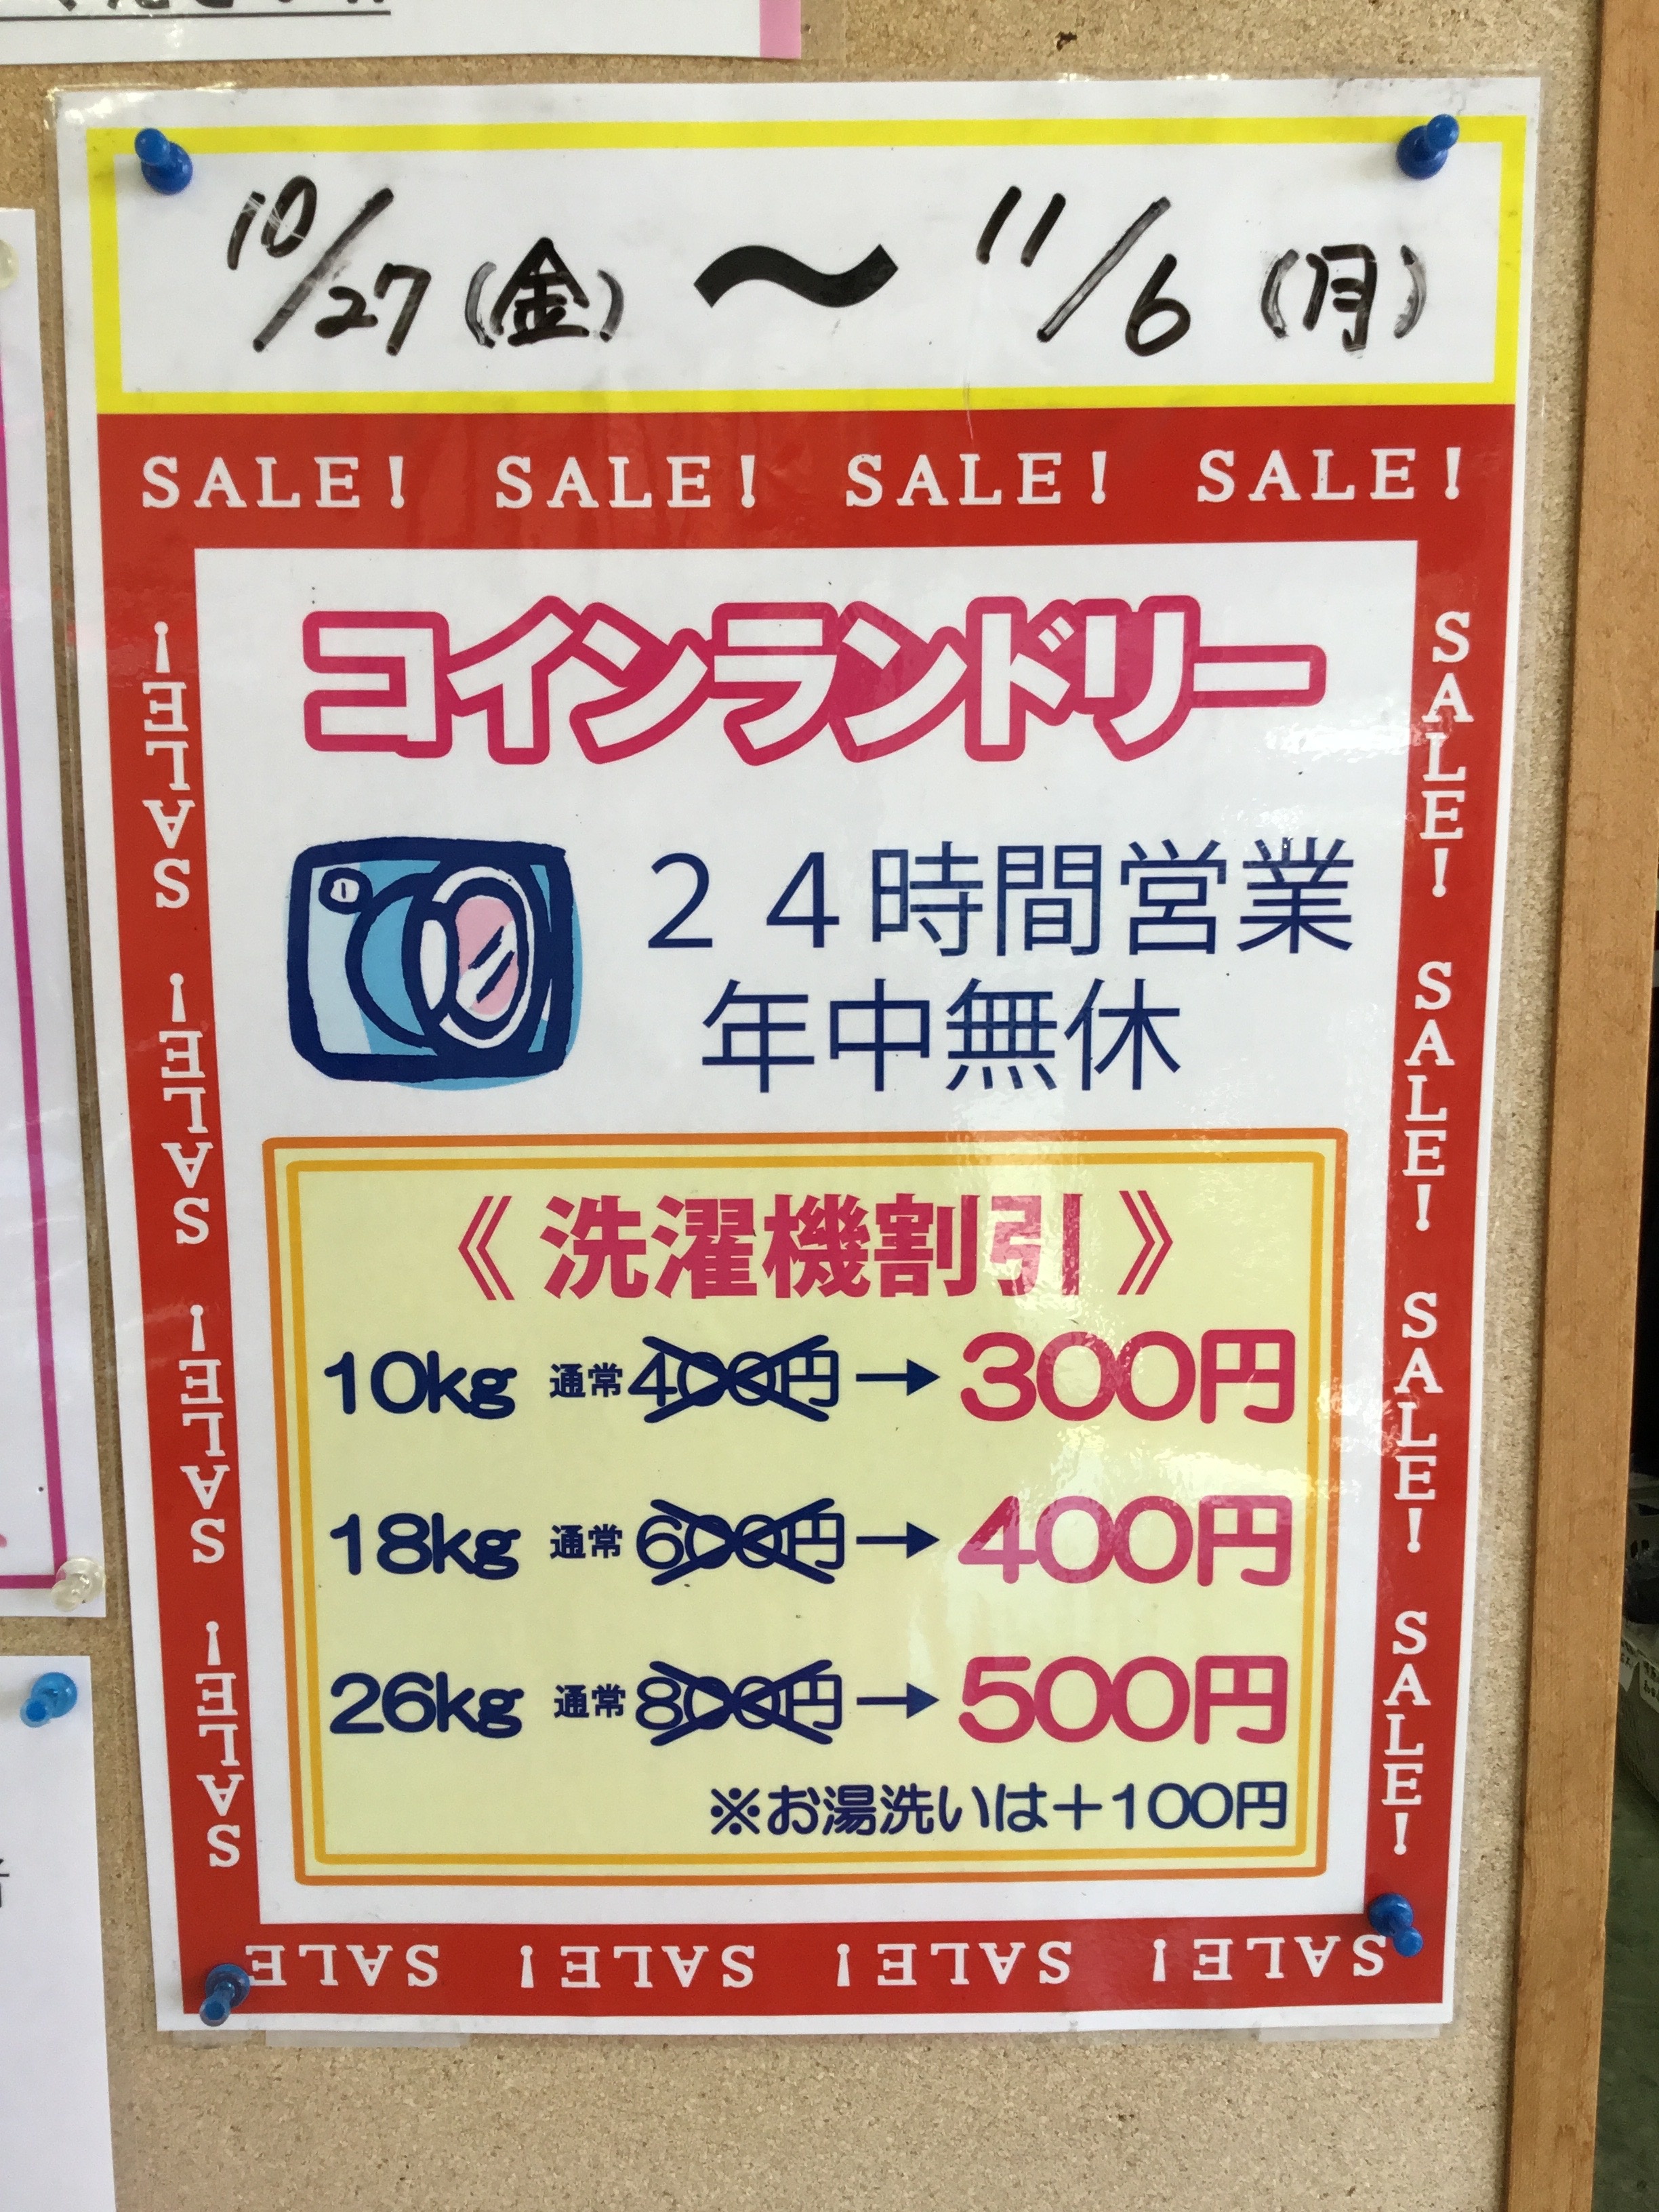 10/27(金) 〜 11/6(月)
SALE! SALE! SALE! SALE!
コインランドリー
24時間営業
年中無休
《洗濯機割引》
10kg 通常400円→300円
18kg 通常600円→400円
26kg 通常800円→500円
※お湯洗いは+100円
SALE! SALE! SALE! SALE!
SALE! SALE! SALE! SALE
SALE! SALE! SALE! SALE!